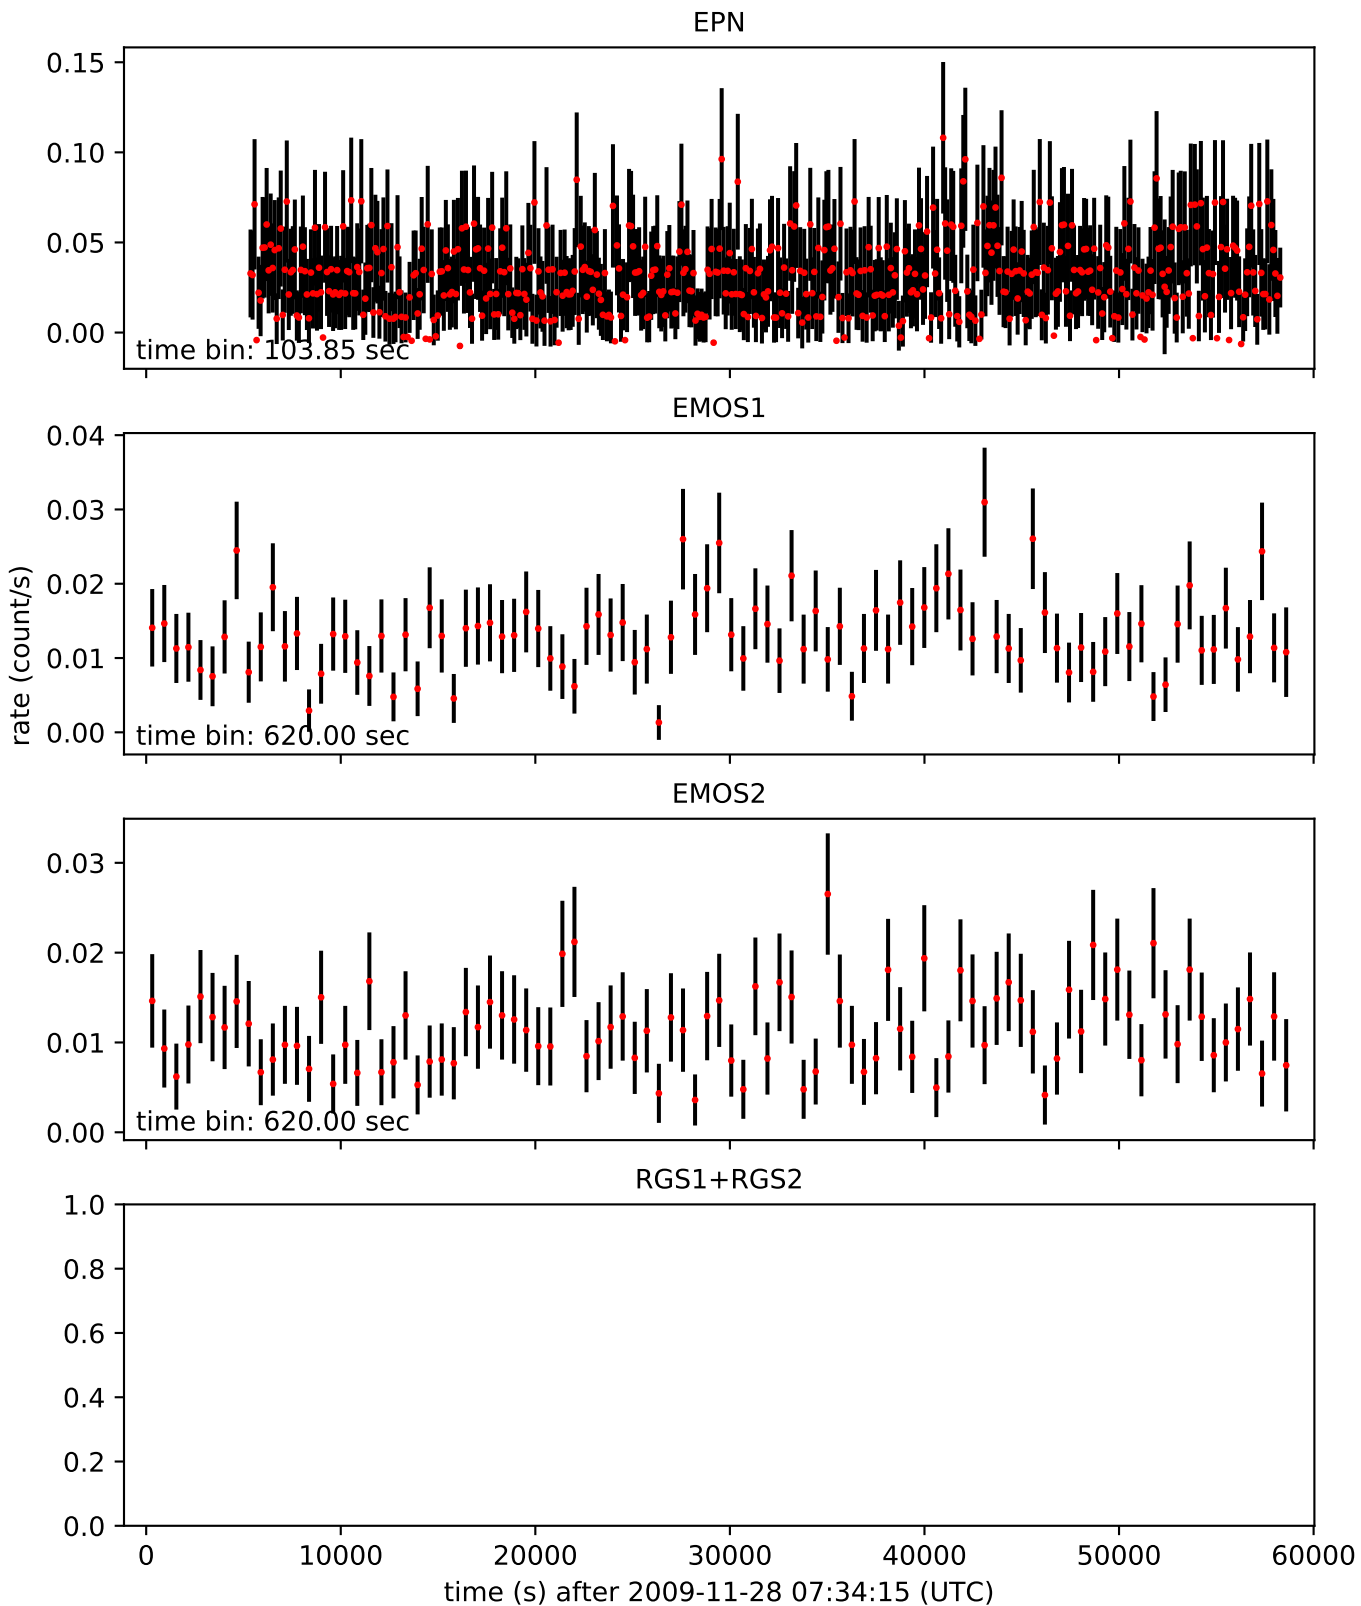 EPN
0.15
0.10
0.05
0.00
time bin: 103.85 sec
EMOS1
0.04
0.03
0.02
0.01
0.00
time bin: 620.00 sec
rate (count/s)
EMOS2
0.03
0.02
0.01
0.00
time bin: 620.00 sec
RGS1+RGS2
1.0
0.8
0.6
0.4
0.2
0.0
0 10000 20000 30000 40000 50000 60000
time (s) after 2009-11-28 07:34:15 (UTC)